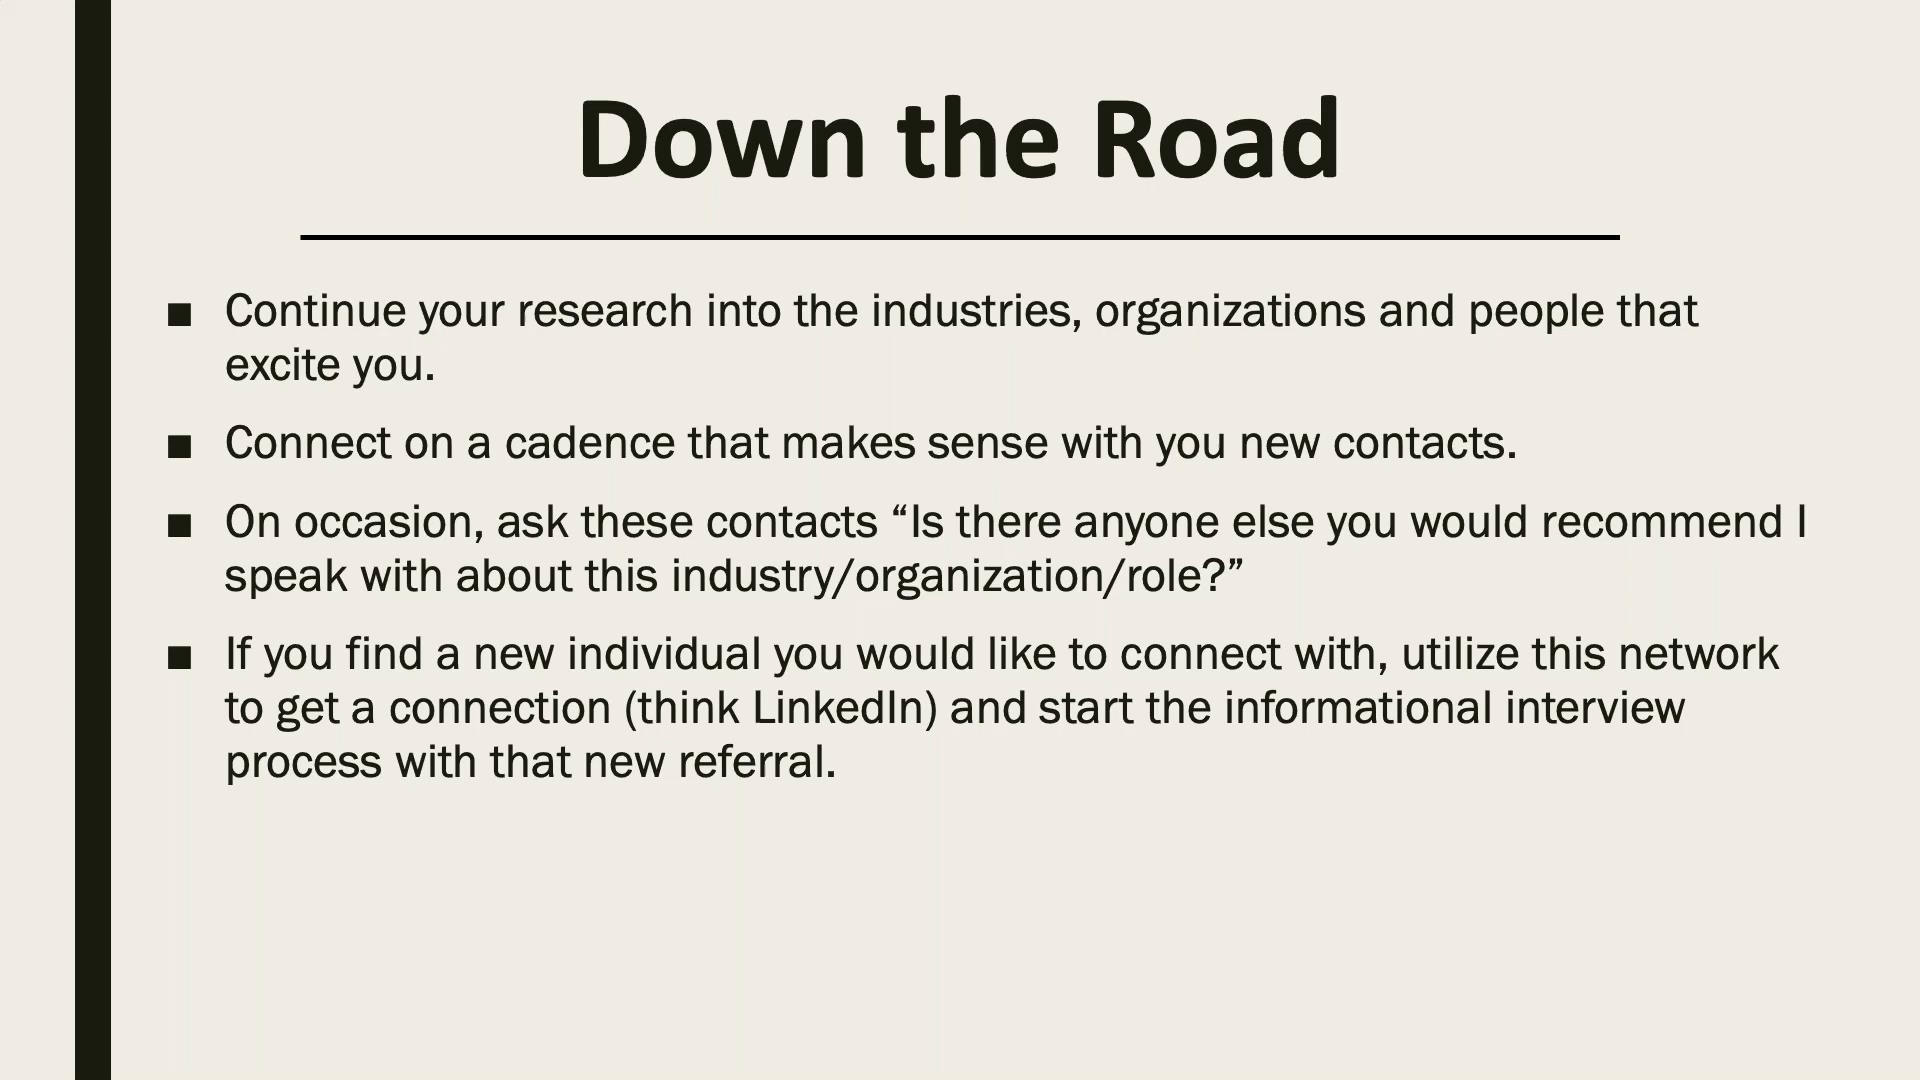 Down the Road
■ Continue your research into the industries, organizations and people that
excite you.
■ Connect on a cadence that makes sense with you new contacts.
■ On occasion, ask these contacts “Is there anyone else you would recommend I
speak with about this industry/organization/role?”
■ If you find a new individual you would like to connect with, utilize this network
to get a connection (think LinkedIn) and start the informational interview
process with that new referral.